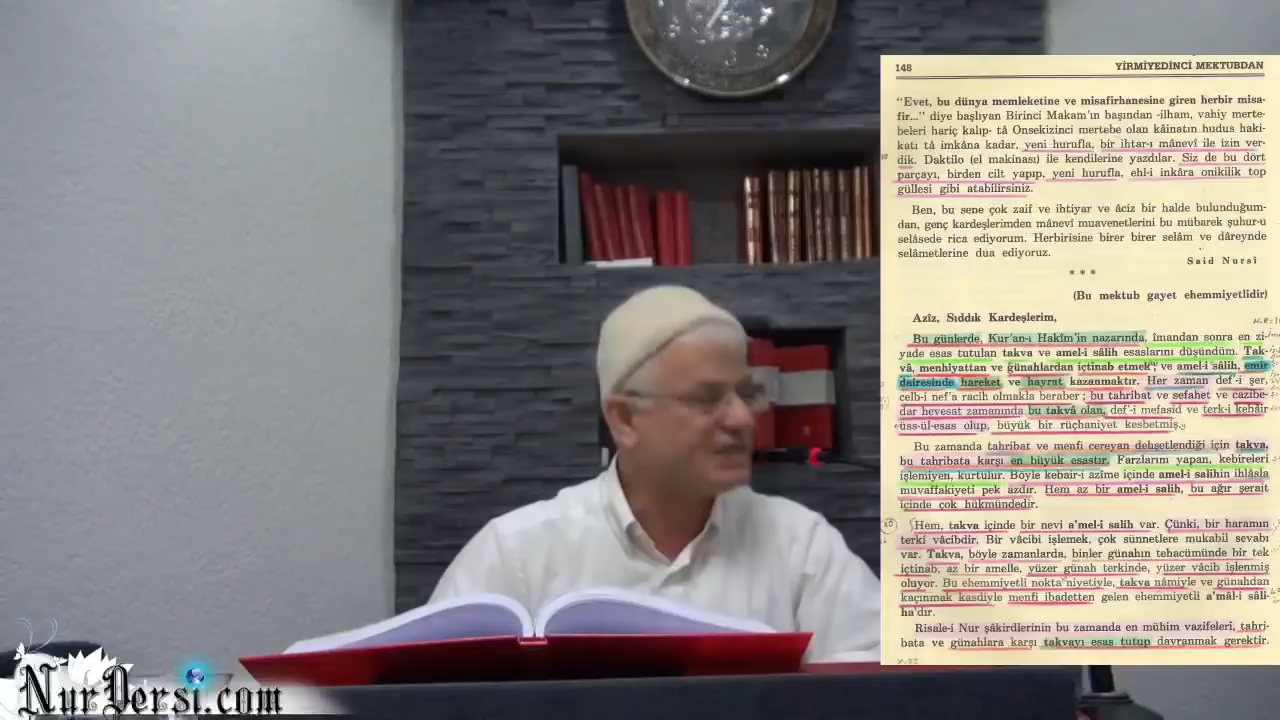 148 YİRMİYEDİNCİ MEKTUBDAN
"Evet, bu dünya memleketine ve misafirhanesine giren herbir misa-
fir..." diye başlıyan Birinci Makam'ın başından -ilham, vahiy merte-
beleri hariç kalıp- tâ Onsekizinci mertebe olan kâinatın hudus haki-
katı tâ imkâna kadar, yeni hurufla, bir ihtar-ı mânevî ile izin ver-
dik. Daktilo (el makinası) ile kendilerine yazdılar. Siz de bu dört
parçayı, birden cilt yapıp, yeni hurufla, ehl-i inkâra onikilik top
güllesi gibi atabilirsiniz.
Ben, bu sene çok zaif ve ihtiyar ve âciz bir halde bulunduğum-
dan, genç kardeşlerimden mânevî muavenetlerini bu mübarek şuhur-u
selâsede rica ediyorum. Herbirisine birer birer selâm ve dâreynde
selâmetlerine dua ediyoruz.
Said Nursî
* * *
(Bu mektub gayet ehemmiyetlidir)
Azîz, Sıddık Kardeşlerim,
Bu günlerde, Kur'an-ı Hakîm'in nazarında, îmandan sonra en zi-
yade esas tutulan takva ve amel-i sâlih esaslarını düşündüm. Tak-
vâ, menhiyattan ve günahlardan içtinab etmek; ve amel-i sâlih, emir
dairesinde hareket ve hayrat kazanmaktır. Her zaman def'-i şer,
celb-i nef'a racih olmakla beraber; bu tahribat ve sefahet ve cazibe-
dar hevesat zamanında bu takvâ olan, def'-i mefasid ve terk-i kebâir
üss-ül-esas olup, büyük bir rüçhaniyet kesbetmiş.
Bu zamanda tahribat ve menfi cereyan dehşetlendiği için takva,
bu tahribata karşı en büyük esastır. Farzlarını yapan, kebireleri
işlemiyen, kurtulur. Böyle kebair-i azîme içinde amel-i salihin ihlâsla
muvaffakiyeti pek azdır. Hem az bir amel-i salih, bu ağır şerait
içinde çok hükmündedir.
Hem, takva içinde bir nevi a'mel-i salih var. Çünki, bir haramın
terki vâcibdir. Bir vâcibi işlemek, çok sünnetlere mukabil sevabı
var. Takva, böyle zamanlarda, binler günahın tehacümünde bir tek
içtinab, az bir amelle, yüzer günah terkinde, yüzer vâcib işlenmiş
oluyor. Bu ehemmiyetli nokta niyetiyle, takva nâmiyle ve günahdan
kaçınmak kasdiyle menfi ibadetten gelen ehemmiyetli a'mâl-i sâli-
ha'dır.
Risale-i Nur şâkirdlerinin bu zamanda en mühim vazifeleri, tahri-
bata ve günahlara karşı takvayı esas tutup davranmak gerektir.
NurDersi.com